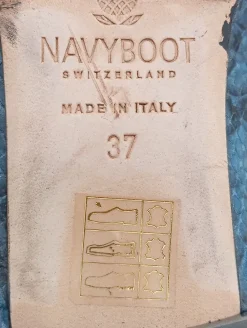 NAVYBOOT
SWITZERLAND
MADE IN ITALY
37